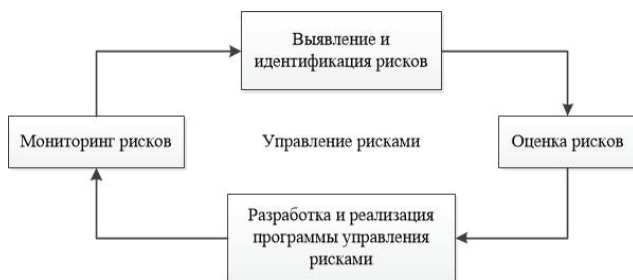 Выявление и
идентификация рисков
Мониторинг рисков
Управление рисками
Оценка рисков
Разработка и реализация
программы управления
рисками